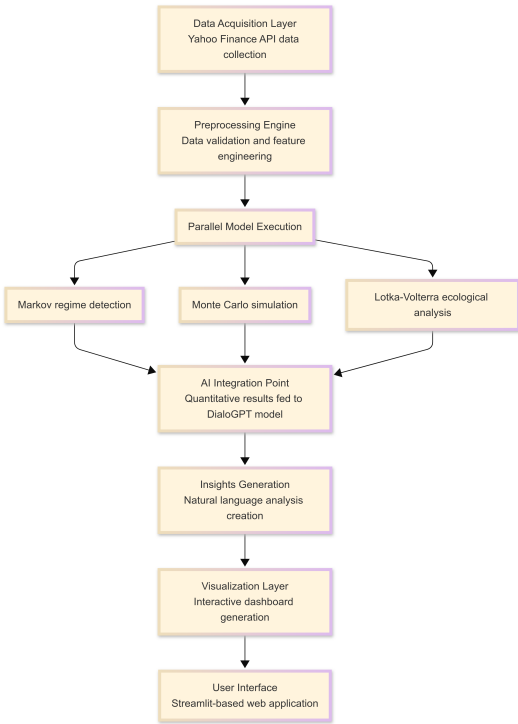 Data Acquisition Layer
Yahoo Finance API data
collection
Preprocessing Engine
Data validation and feature
engineering
Parallel Model Execution
Markov regime detection
Monte Carlo simulation
Lotka-Volterra ecological
analysis
AI Integration Point
Quantitative results fed to
DialoGPT model
Insights Generation
Natural language analysis
creation
Visualization Layer
Interactive dashboard
generation
User Interface
Streamlit-based web application